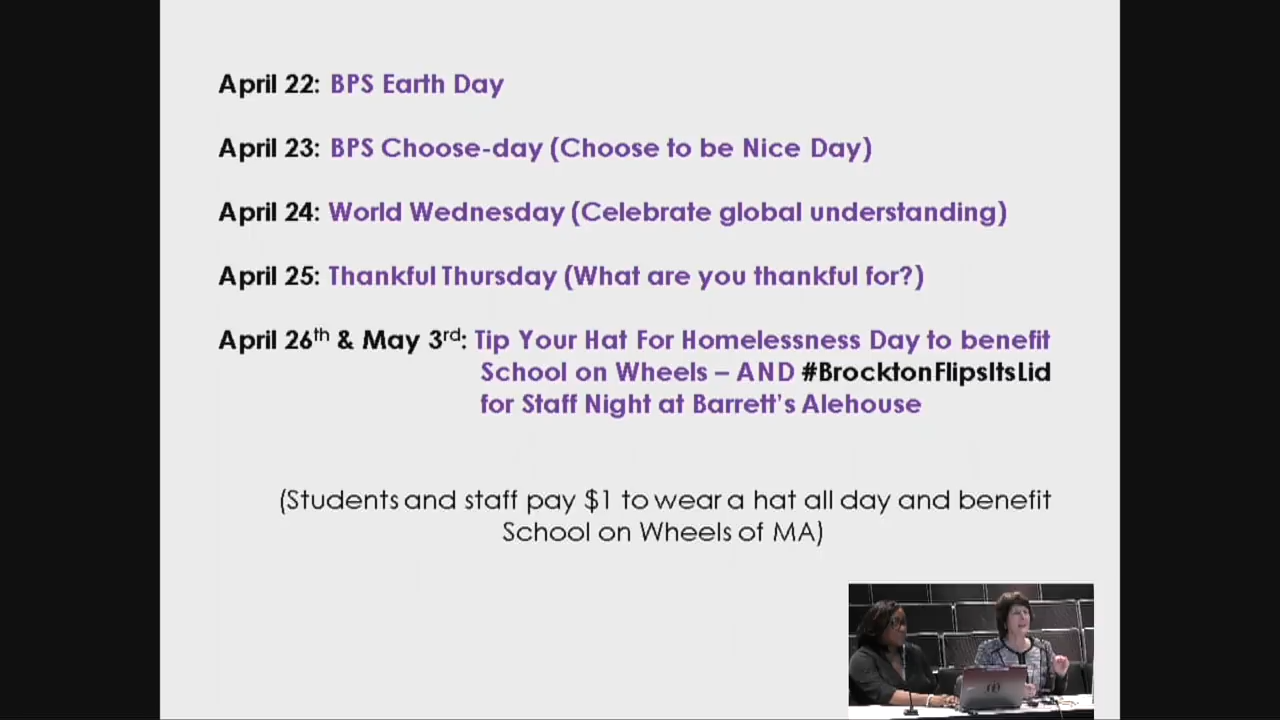 April 22: BPS Earth Day
April 23: BPS Choose-day (Choose to be Nice Day)
April 24: World Wednesday (Celebrate global understanding)
April 25: Thankful Thursday (What are you thankful for?)
April 26th & May 3rd: Tip Your Hat For Homelessness Day to benefit
School on Wheels – AND #BrocktonFlipsItsLid
for Staff Night at Barrett's Alehouse
(Students and staff pay $1 to wear a hat all day and benefit
School on Wheels of MA)